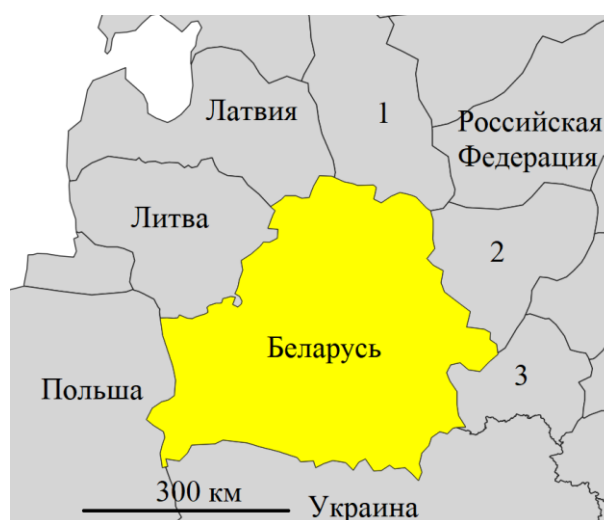 Латвия
1
Российская
Федерация
Литва
2
Беларусь
Польша
3
300 км
Украина